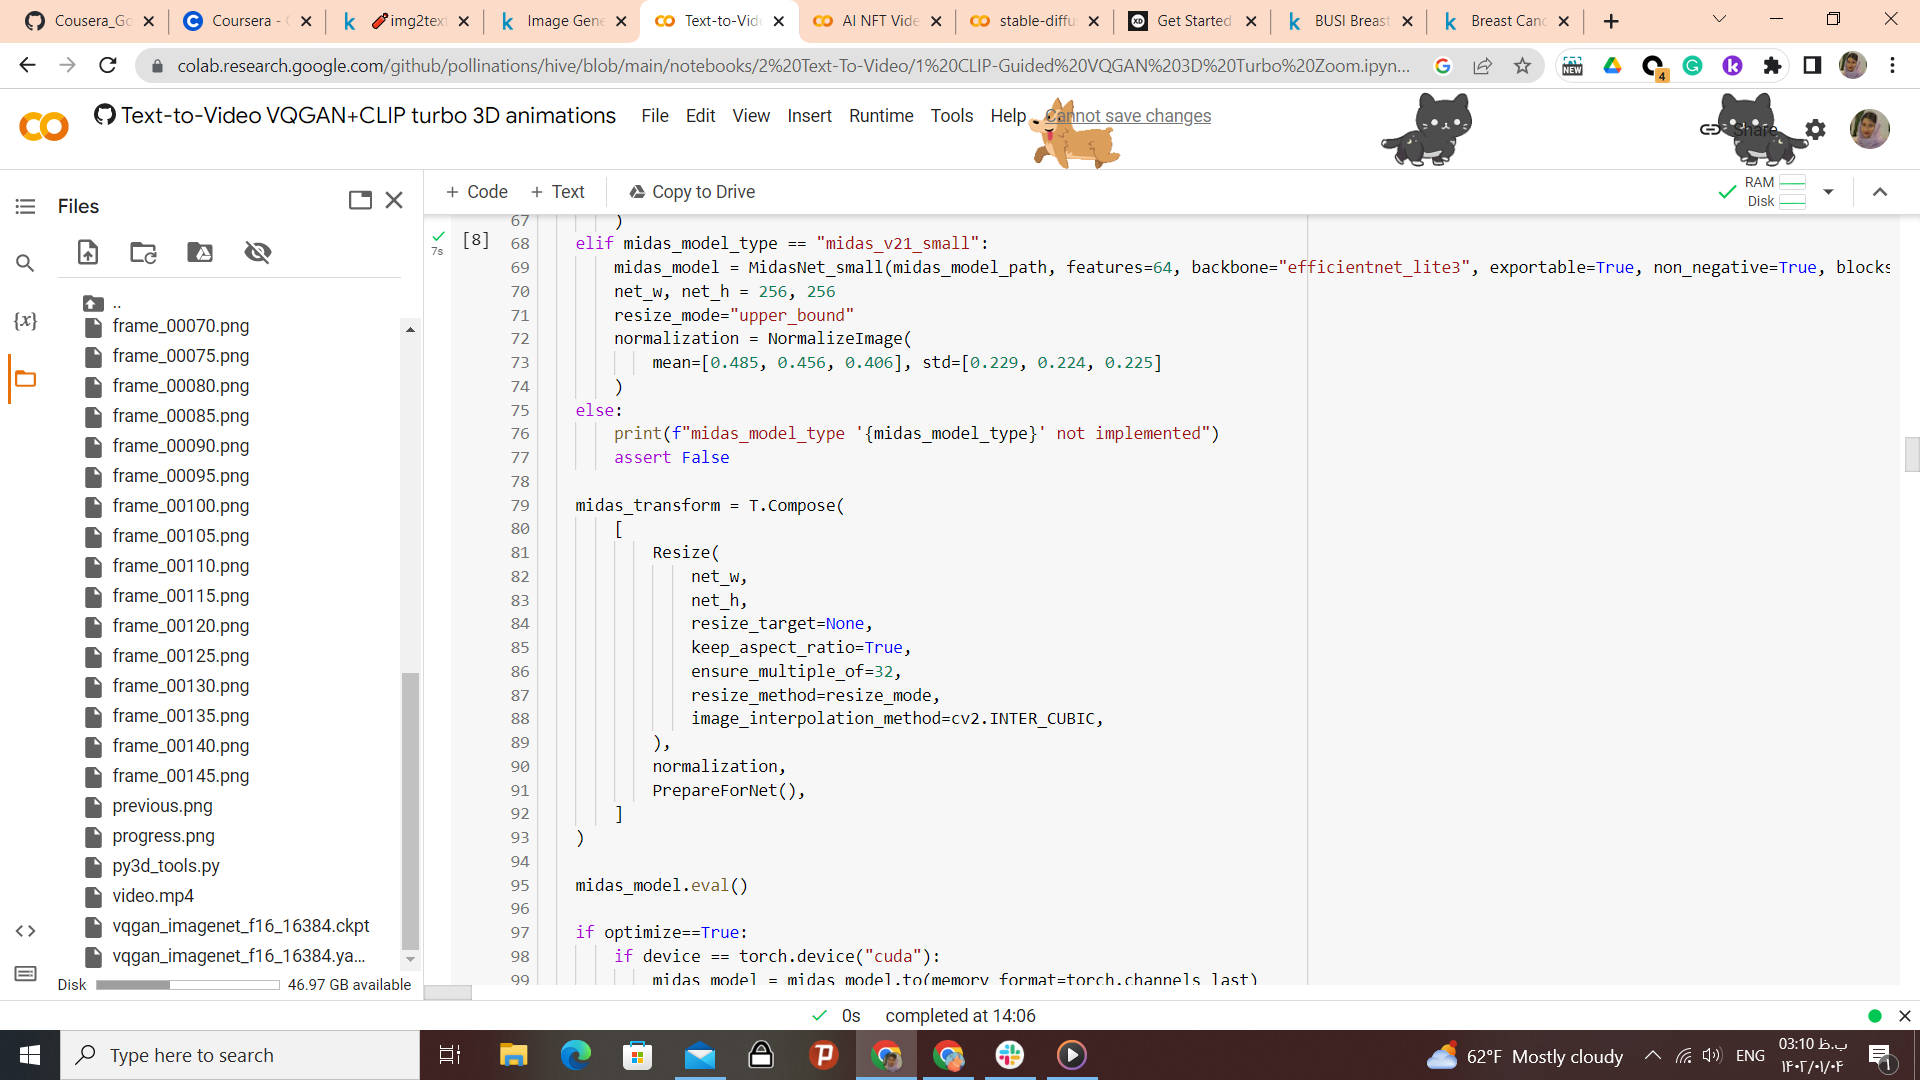 Cousera_Go
Coursera - C
img2text
Image Gene
Text-to-Vide
AI NFT Vide
stable-diffu
Get Started
BUSI Breast
Breast Canc
colab.research.google.com/github/pollinations/hive/blob/main/notebooks/2%20Text-To-Video/1%20CLIP-Guided%20VQGAN%203D%20Turbo%20Zoom.ipyn...
NEW
4
Text-to-Video VQGAN+CLIP turbo 3D animations
File Edit View Insert Runtime Tools Help
Cannot save changes
Share
Files
+ Code + Text
Copy to Drive
RAM
Disk
..
frame_00070.png
frame_00075.png
frame_00080.png
frame_00085.png
frame_00090.png
frame_00095.png
frame_00100.png
frame_00105.png
frame_00110.png
frame_00115.png
frame_00120.png
frame_00125.png
frame_00130.png
frame_00135.png
frame_00140.png
frame_00145.png
previous.png
progress.png
py3d_tools.py
video.mp4
vqgan_imagenet_f16_16384.ckpt
vqgan_imagenet_f16_16384.ya...
Disk 46.97 GB available
7s
[8]
67 )
68 elif midas_model_type == "midas_v21_small":
69 midas_model = MidasNet_small(midas_model_path, features=64, backbone="efficientnet_lite3", exportable=True, non_negative=True, blocks
70 net_w, net_h = 256, 256
71 resize_mode="upper_bound"
72 normalization = NormalizeImage(
73 mean=[0.485, 0.456, 0.406], std=[0.229, 0.224, 0.225]
74 )
75 else:
76 print(f"midas_model_type '{midas_model_type}' not implemented")
77 assert False
78
79 midas_transform = T.Compose(
80 [
81 Resize(
82 net_w,
83 net_h,
84 resize_target=None,
85 keep_aspect_ratio=True,
86 ensure_multiple_of=32,
87 resize_method=resize_mode,
88 image_interpolation_method=cv2.INTER_CUBIC,
89 ),
90 normalization,
91 PrepareForNet(),
92 ]
93 )
94
95 midas_model.eval()
96
97 if optimize==True:
98 if device == torch.device("cuda"):
99 midas_model = midas_model.to(memory_format=torch.channels_last)
0s completed at 14:06
Type here to search
62°F Mostly cloudy
ENG
03:10 ب.ظ
۱۴۰۲/۰۱/۰۴
۱